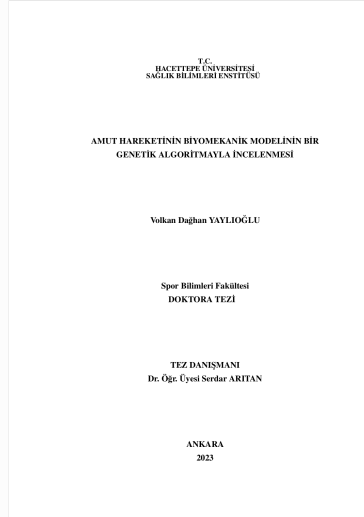 T.C.
HACETTEPE ÜNİVERSİTESİ
SAĞLIK BİLİMLERİ ENSTİTÜSÜ
AMUT HAREKETİNİN BİYOMEKANİK MODELİNİN BİR
GENETİK ALGORİTMAYLA İNCELENMESİ
Volkan Dağhan YAYLIOĞLU
Spor Bilimleri Fakültesi
DOKTORA TEZİ
TEZ DANIŞMANI
Dr. Öğr. Üyesi Serdar ARITAN
ANKARA
2023